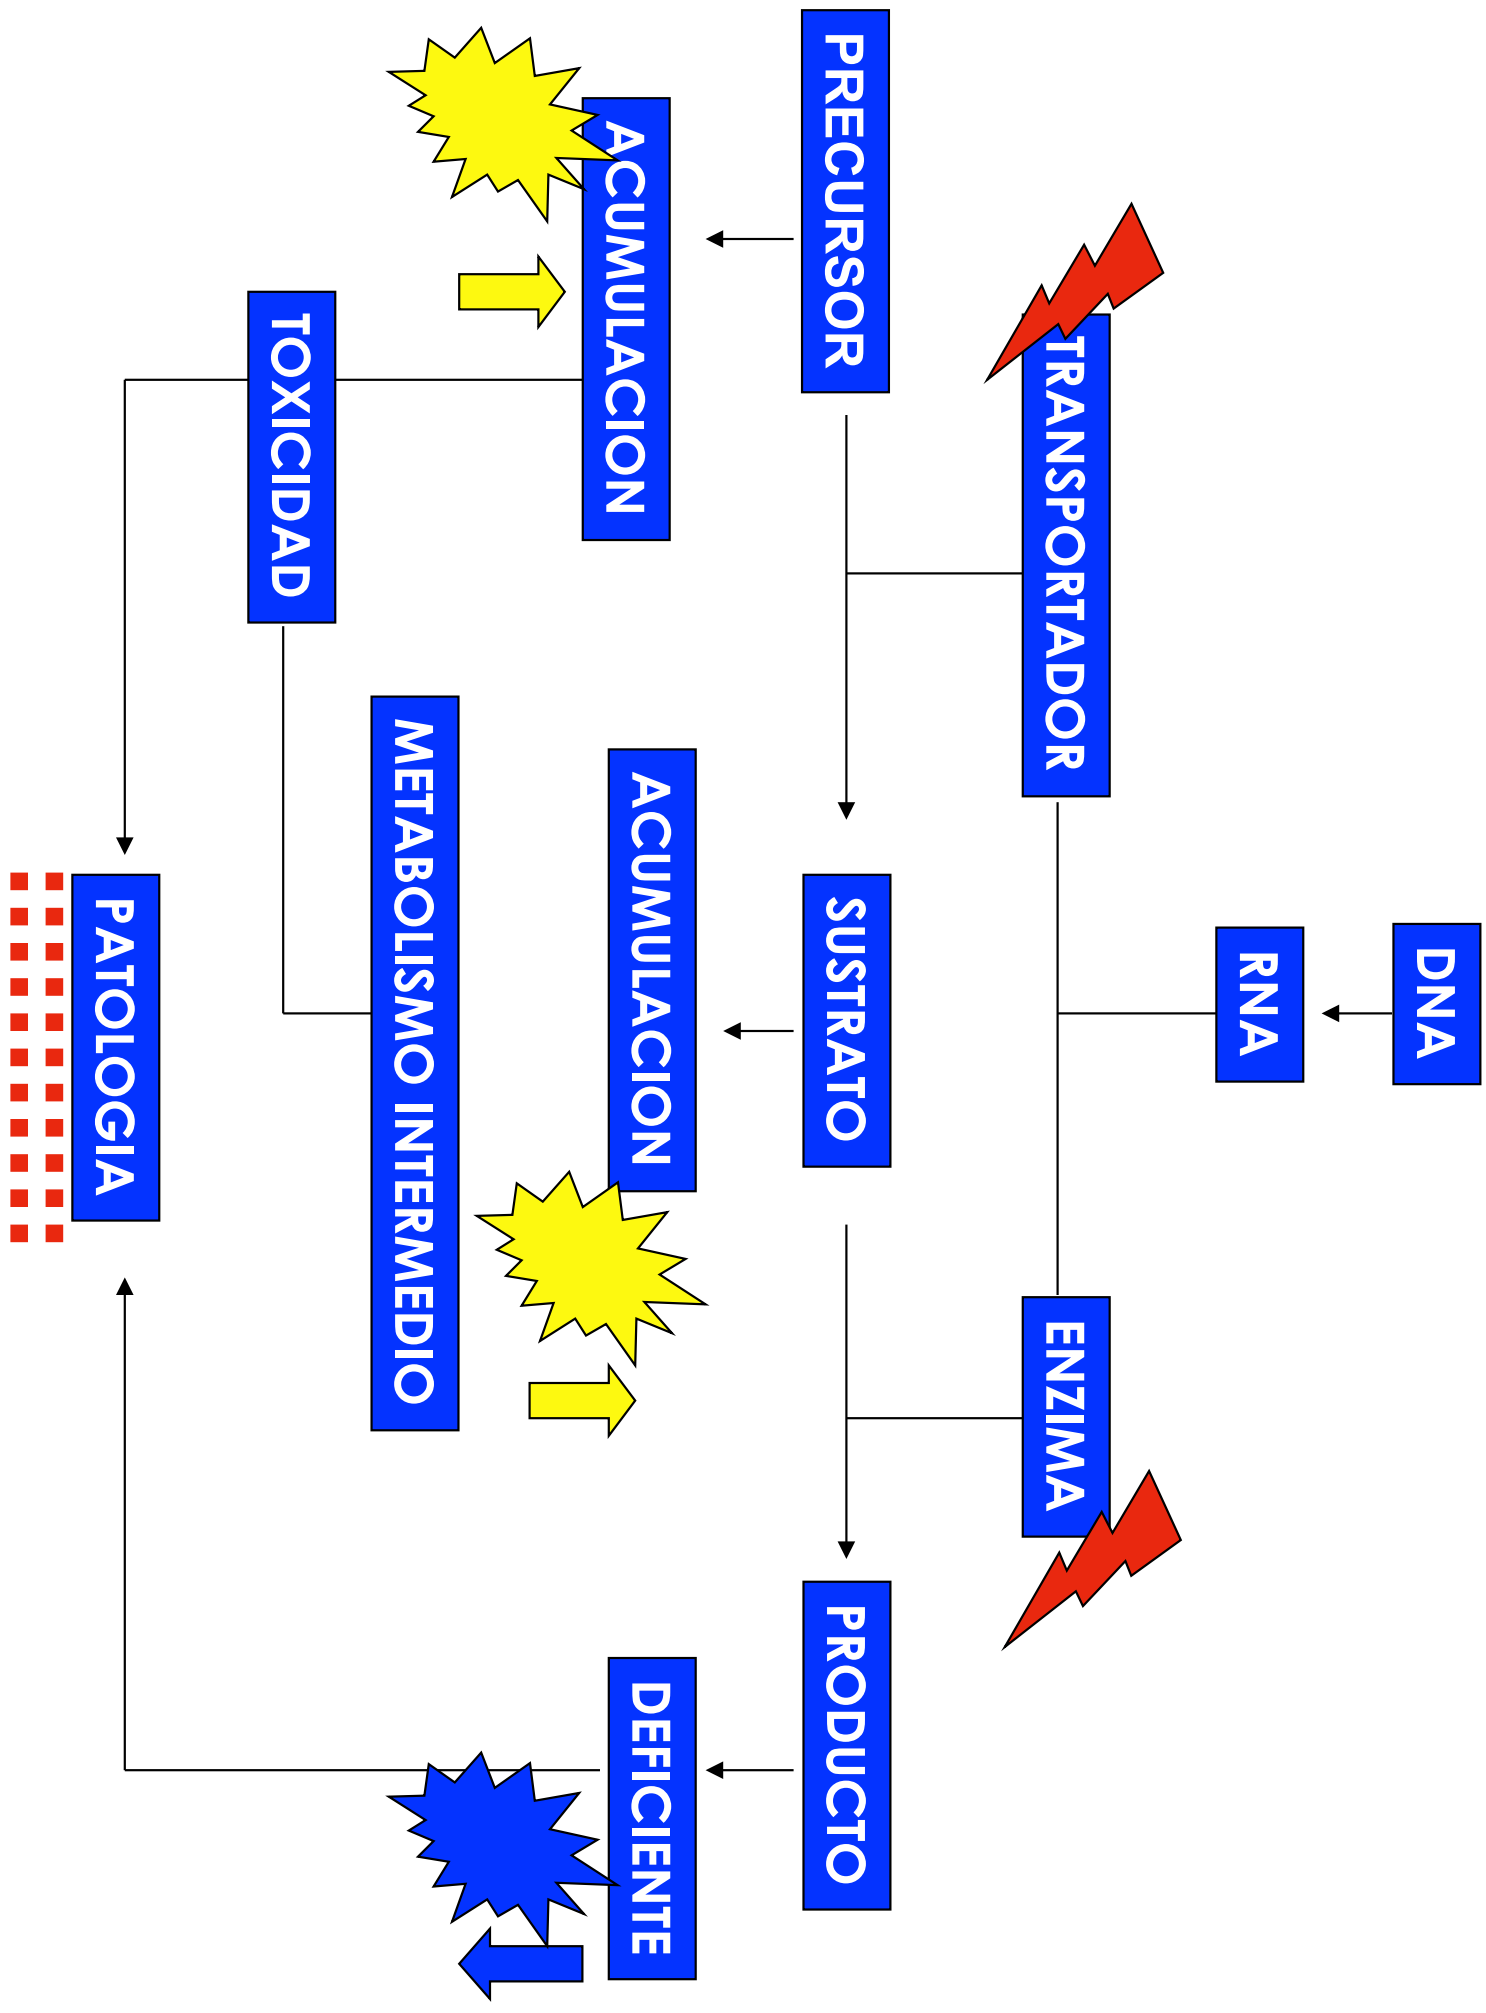 DNA
RNA
TRANSPORTADOR
ENZIMA
PRECURSOR
SUSTRATO
PRODUCTO
ACUMULACION
ACUMULACION
DEFICIENTE
METABOLISMO INTERMEDIO
TOXICIDAD
PATOLOGIA